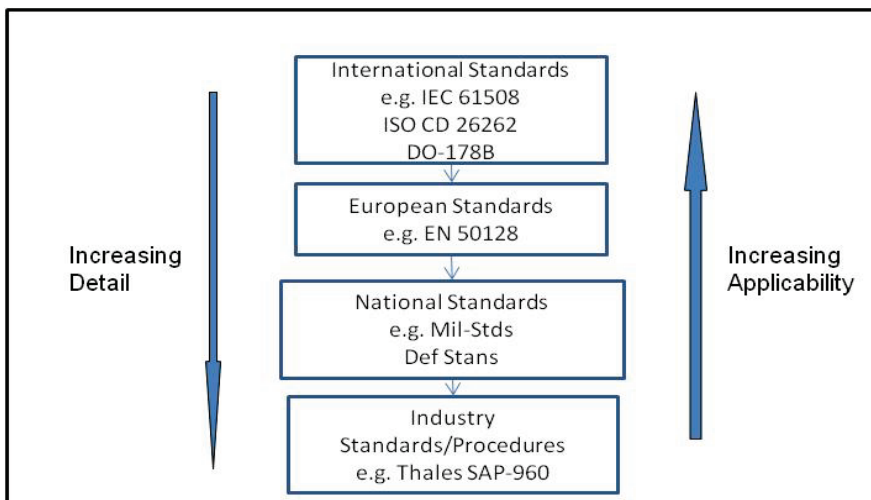 International Standards
e.g. IEC 61508
ISO CD 26262
DO-178B
European Standards
e.g. EN 50128
Increasing
Detail
Increasing
Applicability
National Standards
e.g. Mil-Stds
Def Stans
Industry
Standards/Procedures
e.g. Thales SAP-960